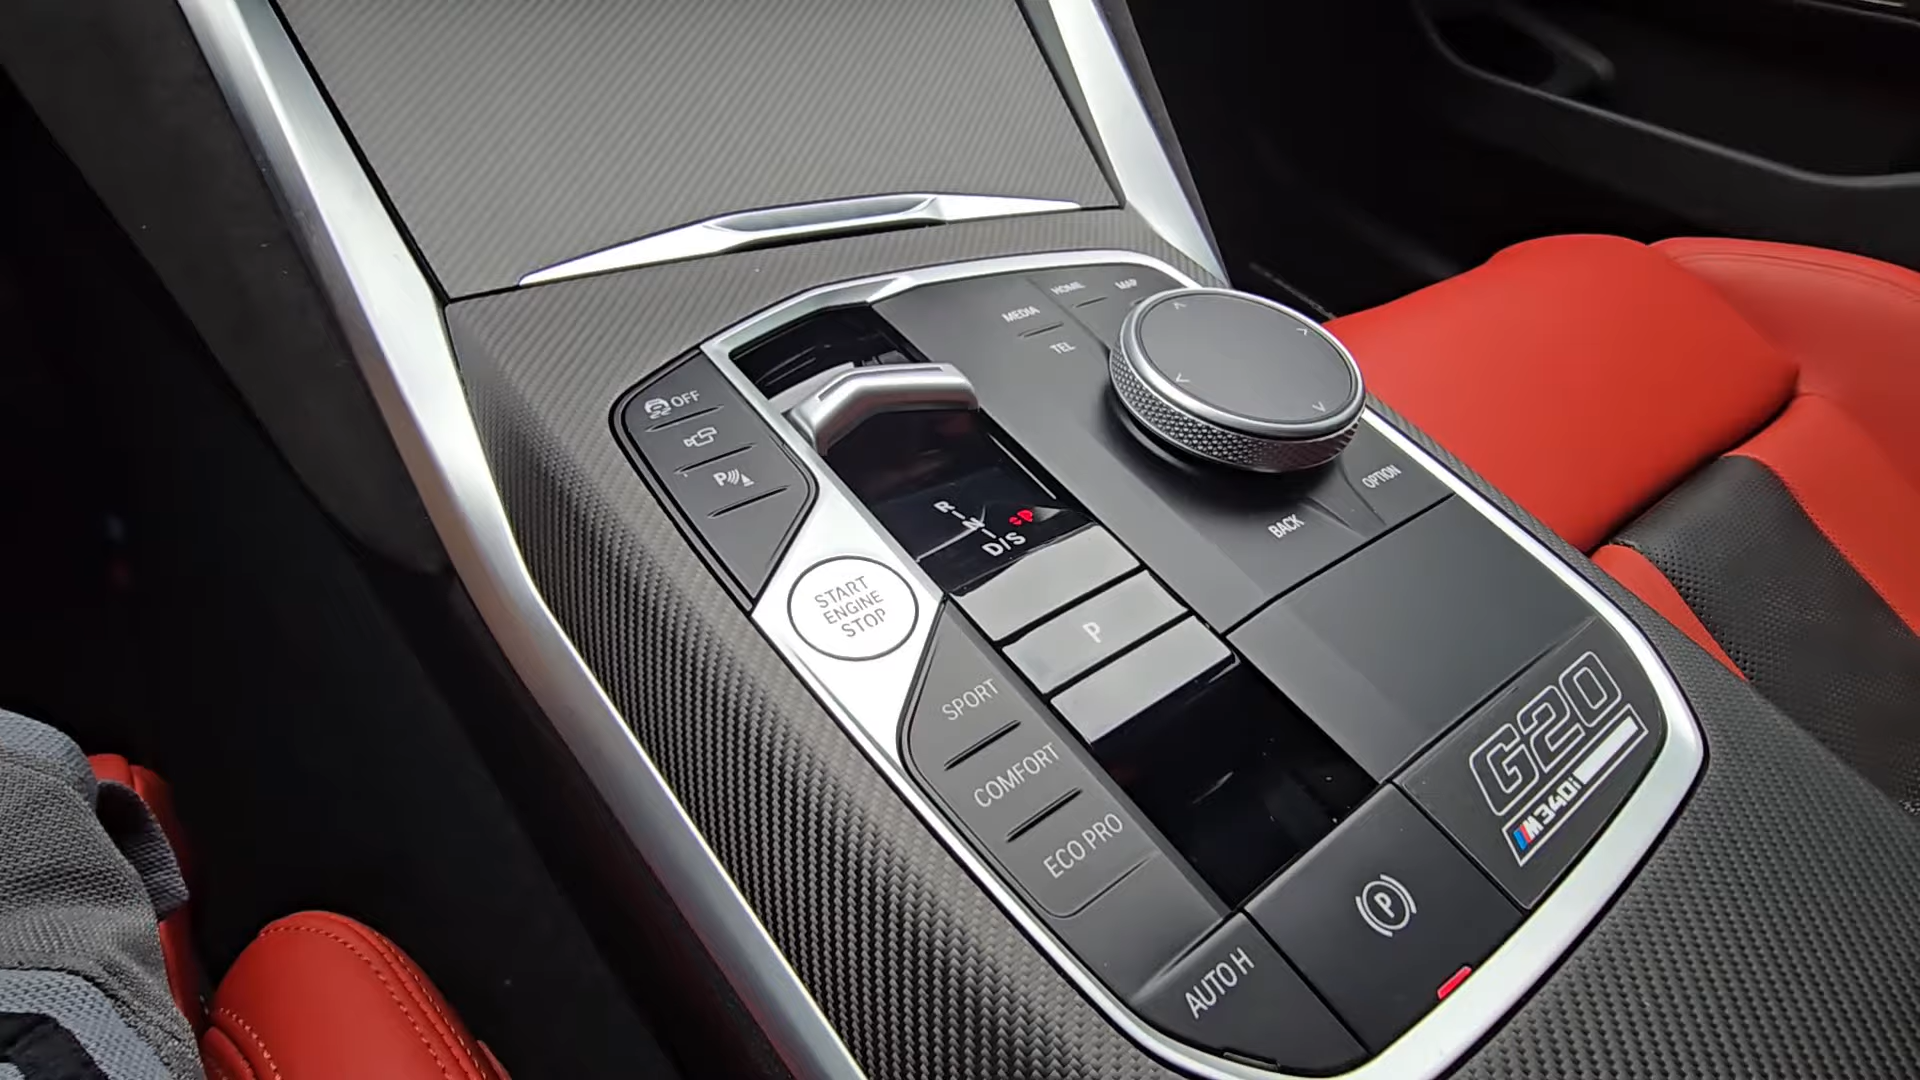 HOME
MAP
MEDIA
TEL
OFF
P
OPTION
BACK
R
N
P
D/S
START
ENGINE
STOP
P
SPORT
COMFORT
ECO PRO
G20
M340i
P
AUTO H